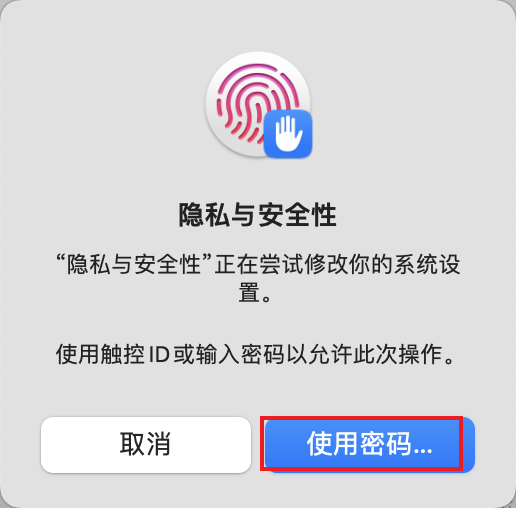 隐私与安全性
“隐私与安全性”正在尝试修改你的系统设
置。
使用触控 ID 或输入密码以允许此次操作。
取消
使用密码...